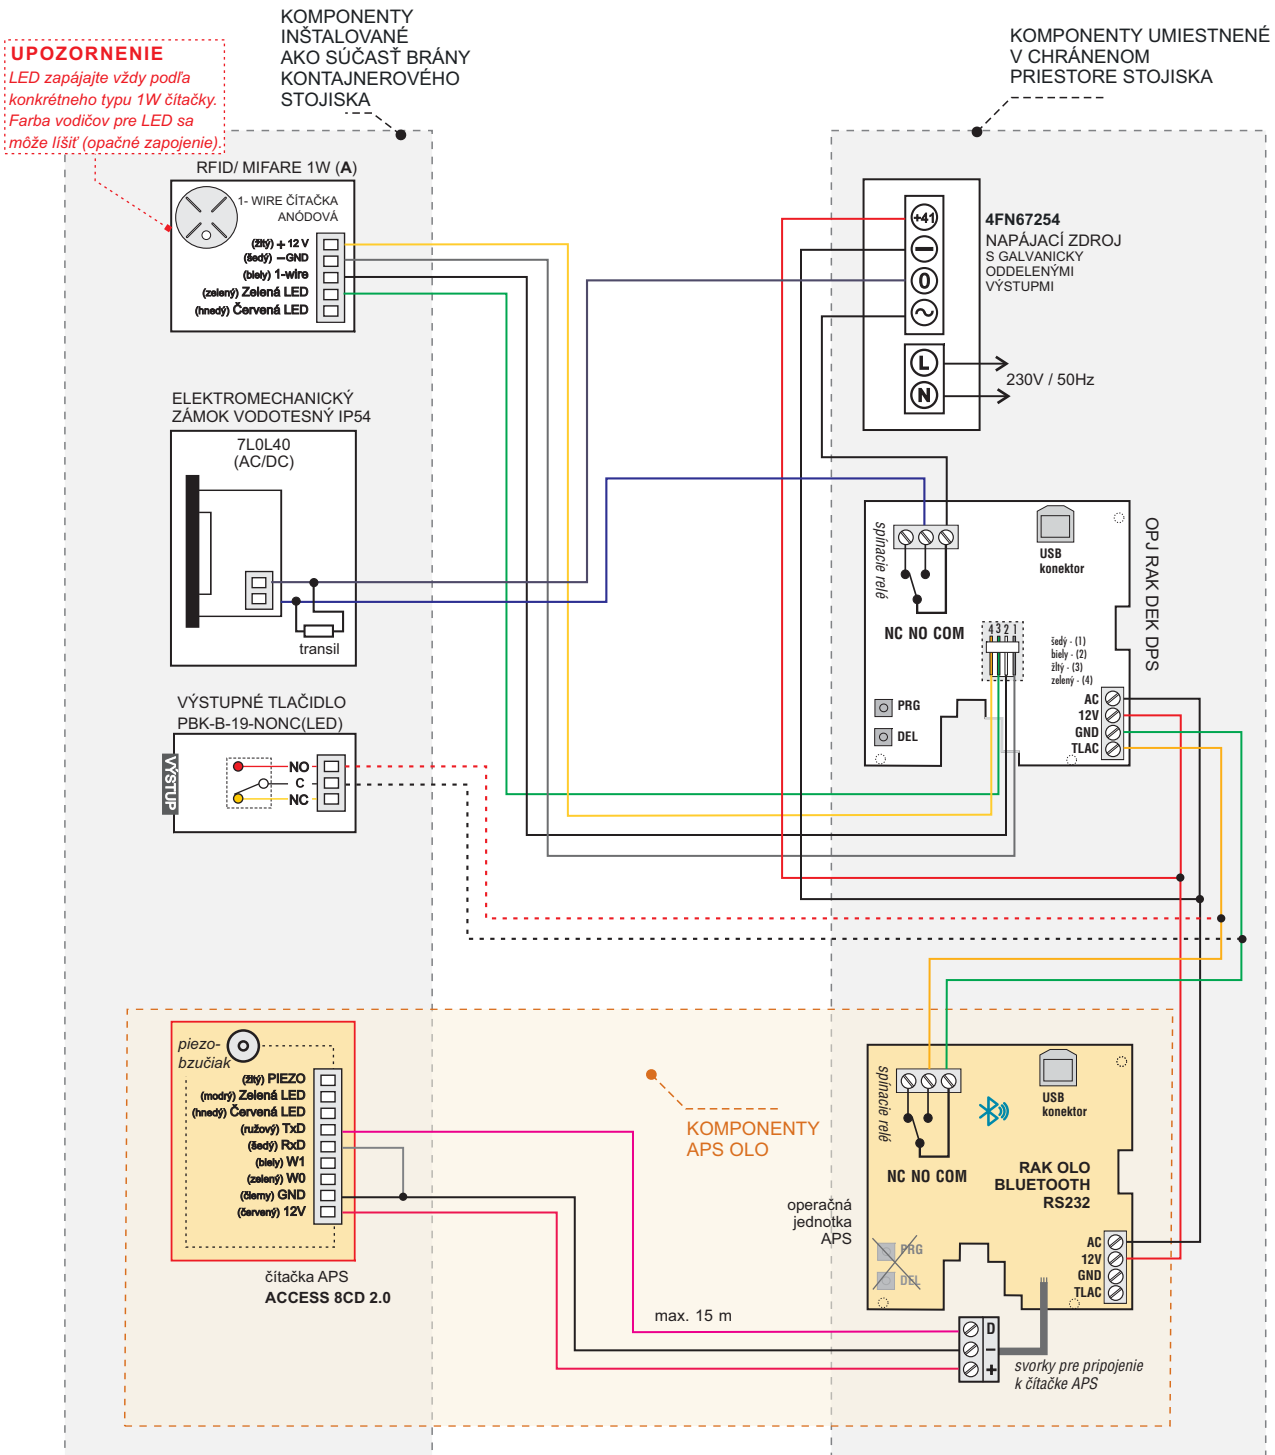 KOMPONENTY
INŠTALOVANÉ
AKO SÚČASŤ BRÁNY
KONTAJNEROVÉHO
STOJISKA
KOMPONENTY UMIESTNENÉ
V CHRÁNENOM
PRIESTORE STOJISKA
UPOZORNENIE
LED zapájajte vždy podľa
konkrétneho typu 1W čítačky.
Farba vodičov pre LED sa
môže líšiť (opačné zapojenie).
RFID/ MIFARE 1W (A)
1- WIRE ČÍTAČKA
ANÓDOVÁ
(žltý) + 12 V
(šedý) – GND
(biely) 1-wire
(zelený) Zelená LED
(hnedý) Červená LED
+41
–
0
~
L
N
4FN67254
NAPÁJACÍ ZDROJ
S GALVANICKY
ODDELENÝMI
VÝSTUPMI
230V / 50Hz
ELEKTROMECHANICKÝ
ZÁMOK VODOTESNÝ IP54
7L0L40
(AC/DC)
transil
spínacie relé
USB
konektor
OPJ RAK DEK DPS
NC NO COM
4 3 2 1
šedý - (1)
biely - (2)
žltý - (3)
zelený - (4)
PRG
DEL
AC
12V
GND
TLAC
VÝSTUPNÉ TLAČIDLO
PBK-B-19-NONC(LED)
VÝSTUP
NO
C
NC
piezo-
bzučiak
(žltý) PIEZO
(modrý) Zelená LED
(hnedý) Červená LED
(ružový) TxD
(šedý) RxD
(biely) W1
(zelený) W0
(čierny) GND
(červený) 12V
čítačka APS
ACCESS 8CD 2.0
KOMPONENTY
APS OLO
operačná
jednotka
APS
spínacie relé
USB
konektor
NC NO COM
RAK OLO
BLUETOOTH
RS232
PRG
DEL
AC
12V
GND
TLAC
max. 15 m
D
–
+
svorky pre pripojenie
k čítačke APS